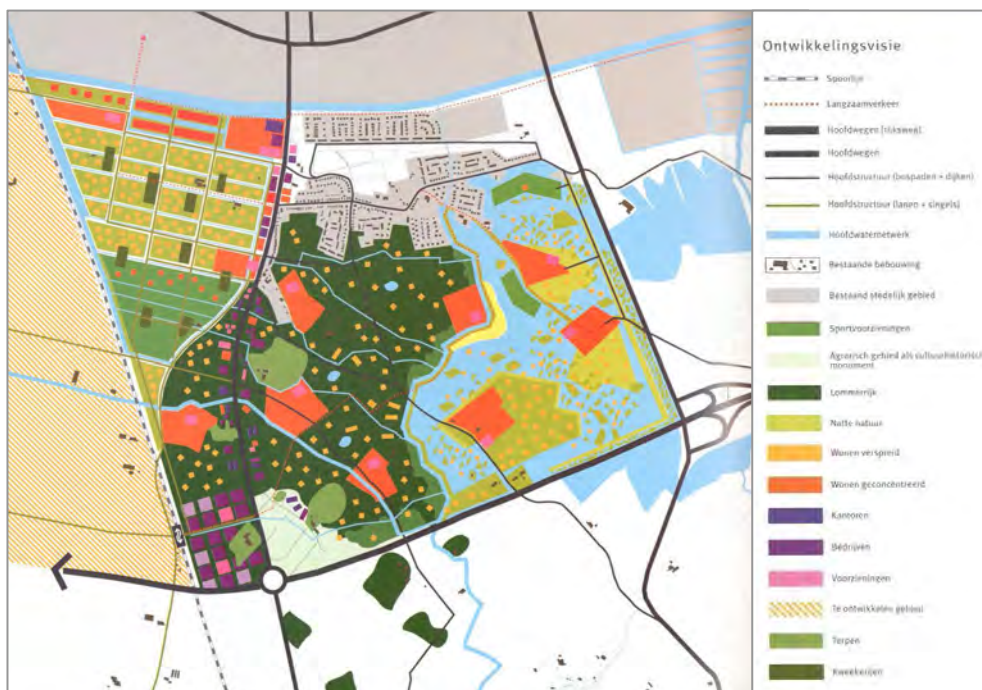 Ontwikkelingsvisie
Spoorlijn
Langzaamverkeer
Hoofdwegen (rijksweg)
Hoofdwegen
Hoofdstructuur (bospaden + dijken)
Hoofdstructuur (lanen + singels)
Hoofdwaternetwerk
Bestaande bebouwing
Bestaand stedelijk gebied
Sportvoorzieningen
Agrarisch gebied als cultuurhistorisch
monument
Lommerrijk
Natte natuur
Wonen verspreid
Wonen geconcentreerd
Kantoren
Bedrijven
Voorzieningen
Te ontwikkelen gebied
Terpen
Kwekerijen